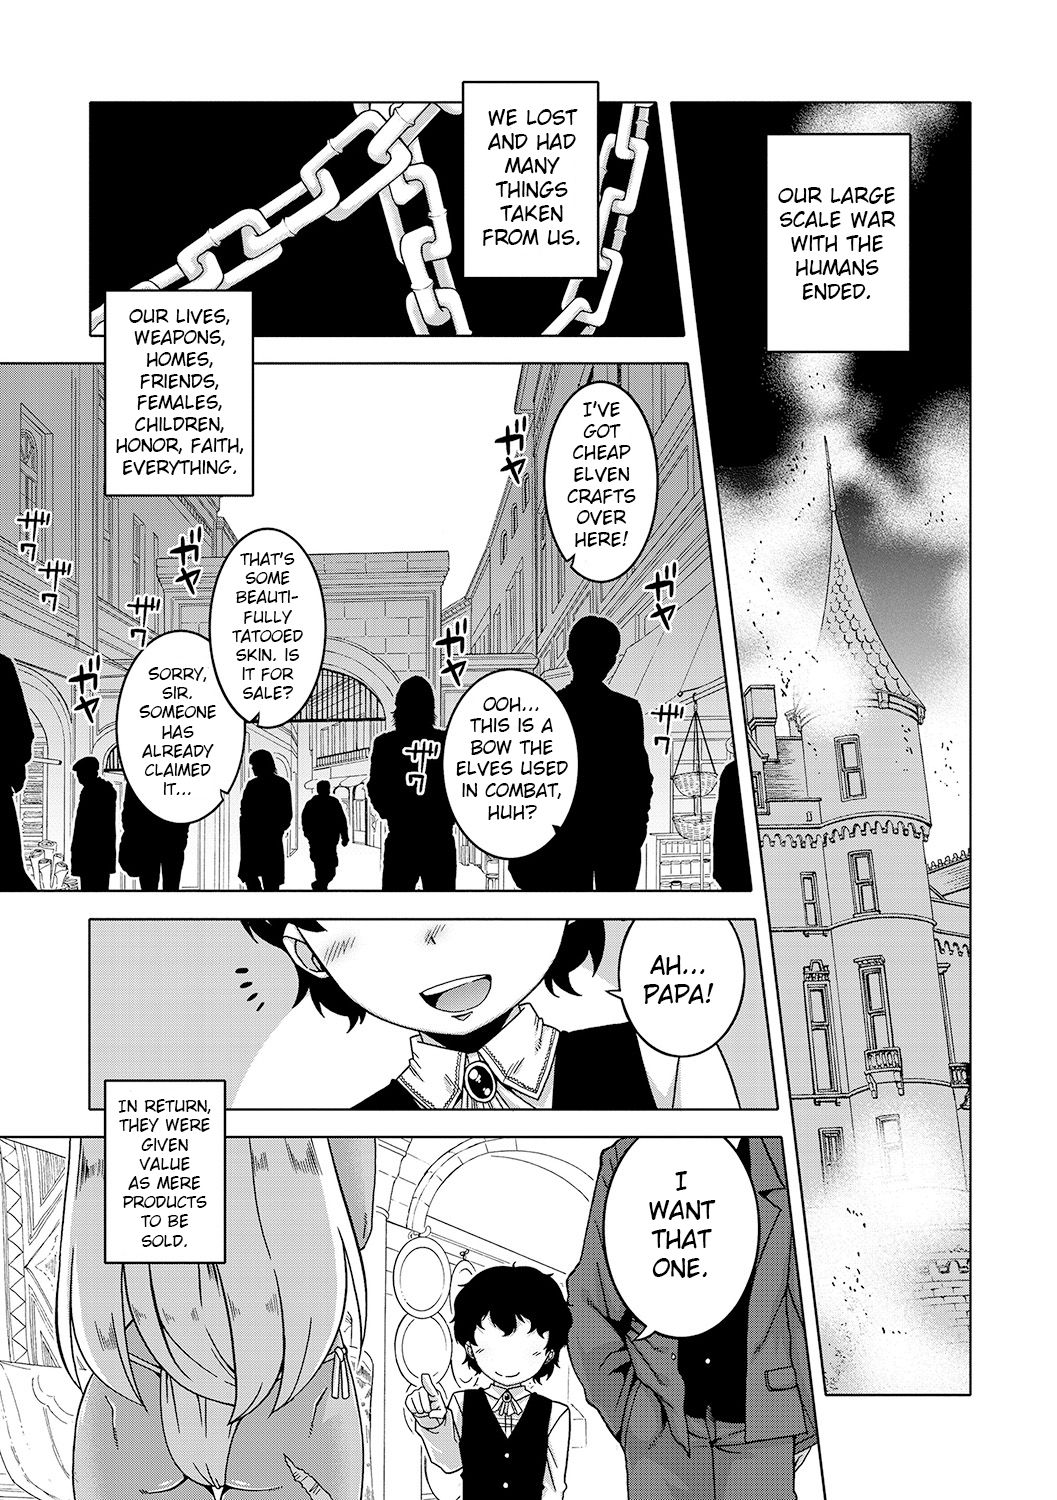 OUR LARGE
SCALE WAR
WITH THE
HUMANS
ENDED.
WE LOST
AND HAD
MANY
THINGS
TAKEN
FROM US.
OUR LIVES,
WEAPONS,
HOMES,
FRIENDS,
FEMALES,
CHILDREN,
HONOR, FAITH,
EVERYTHING.
I'VE
GOT
CHEAP
ELVEN
CRAFTS
OVER
HERE!
ガヤ
ガヤ
OOH...
THIS IS A
BOW THE
ELVES USED
IN COMBAT,
HUH?
ザワ
ザワ
THAT'S
SOME
BEAUTI-
FULLY
TATOOED
SKIN. IS
IT FOR
SALE?
ガヤ
ガヤ
SORRY,
SIR.
SOMEONE
HAS
ALREADY
CLAIMED
IT...
ザワ
ザワ
AH...
PAPA!
IN RETURN,
THEY WERE
GIVEN
VALUE
AS MERE
PRODUCTS
TO BE
SOLD.
I
WANT
THAT
ONE.